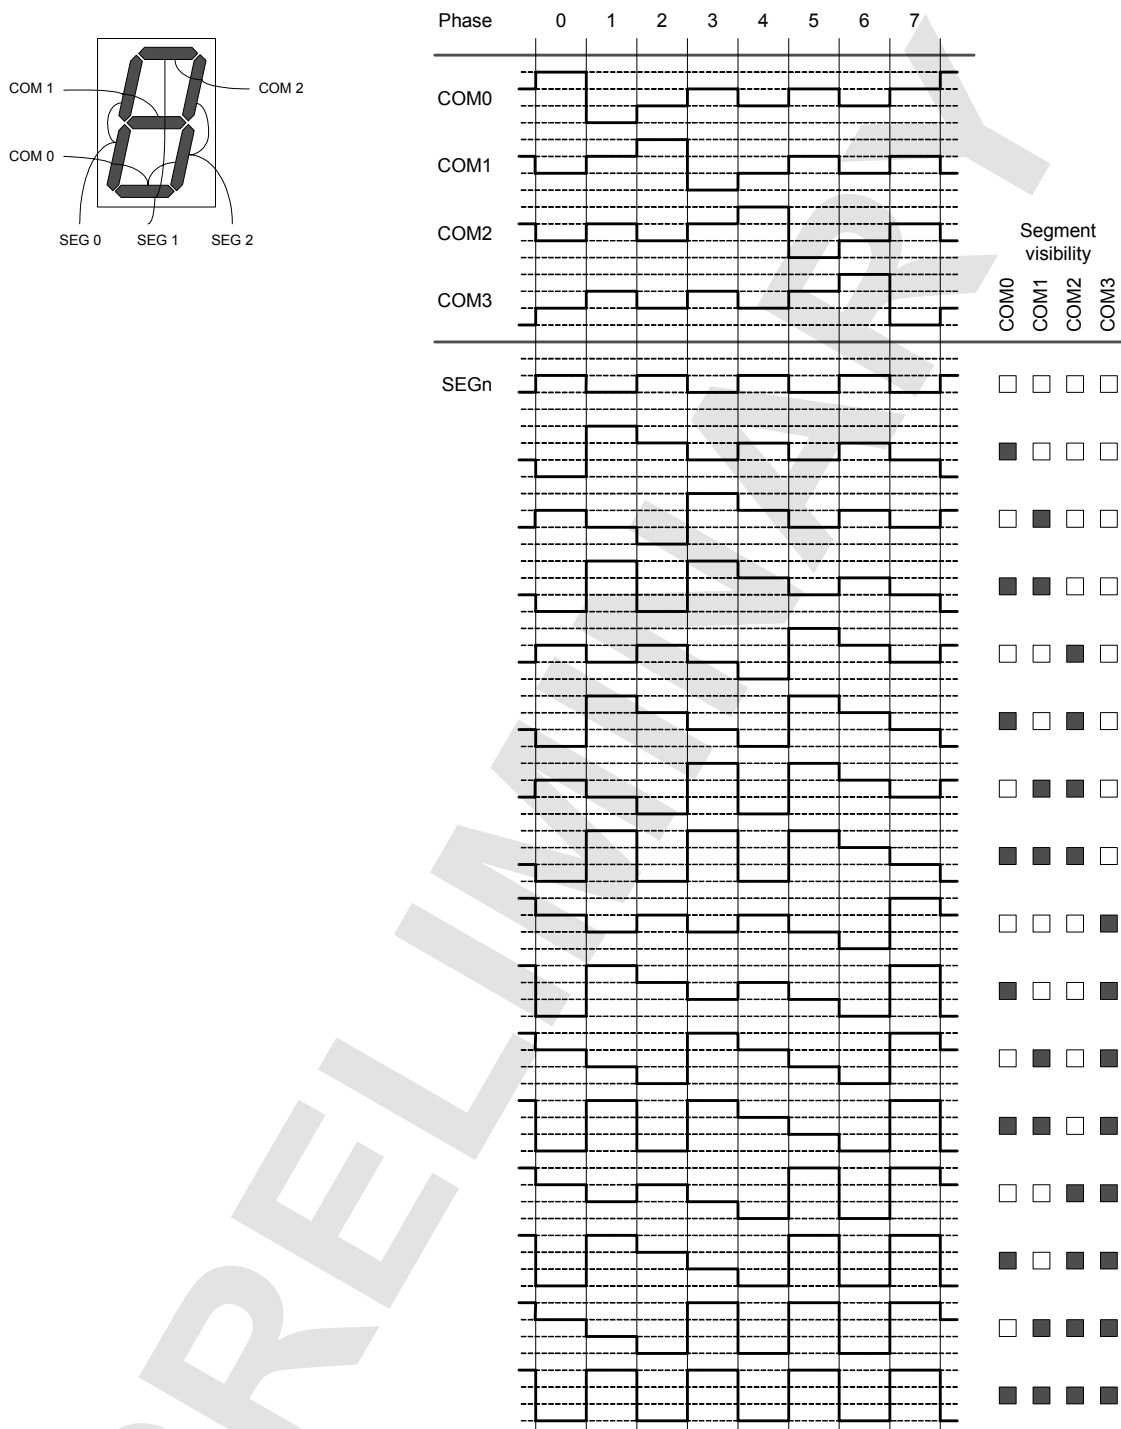 Phase 0 1 2 3 4 5 6 7
COM 1
COM 2
COM 0
SEG 0 SEG 1 SEG 2
COM0
COM1
COM2
COM3
Segment
visibility
COM0 COM1 COM2 COM3
SEGn
PRELIMINARY